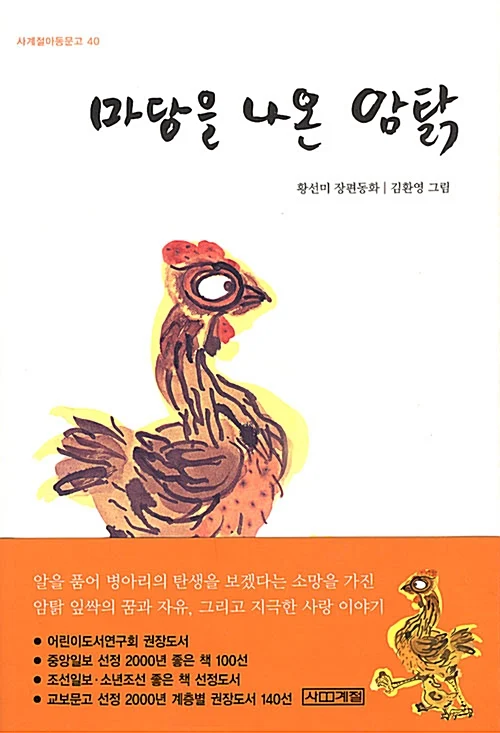 사계절아동문고 40
마당을 나온 암탉
황선미 장편동화 | 김환영 그림
알을 품어 병아리의 탄생을 보겠다는 소망을 가진
암탉 잎싹의 꿈과 자유, 그리고 지극한 사랑 이야기
● 어린이도서연구회 권장도서
● 중앙일보 선정 2000년 좋은 책 100선
● 조선일보·소년조선 좋은 책 선정도서
● 교보문고 선정 2000년 계층별 권장도서 140선
사계절